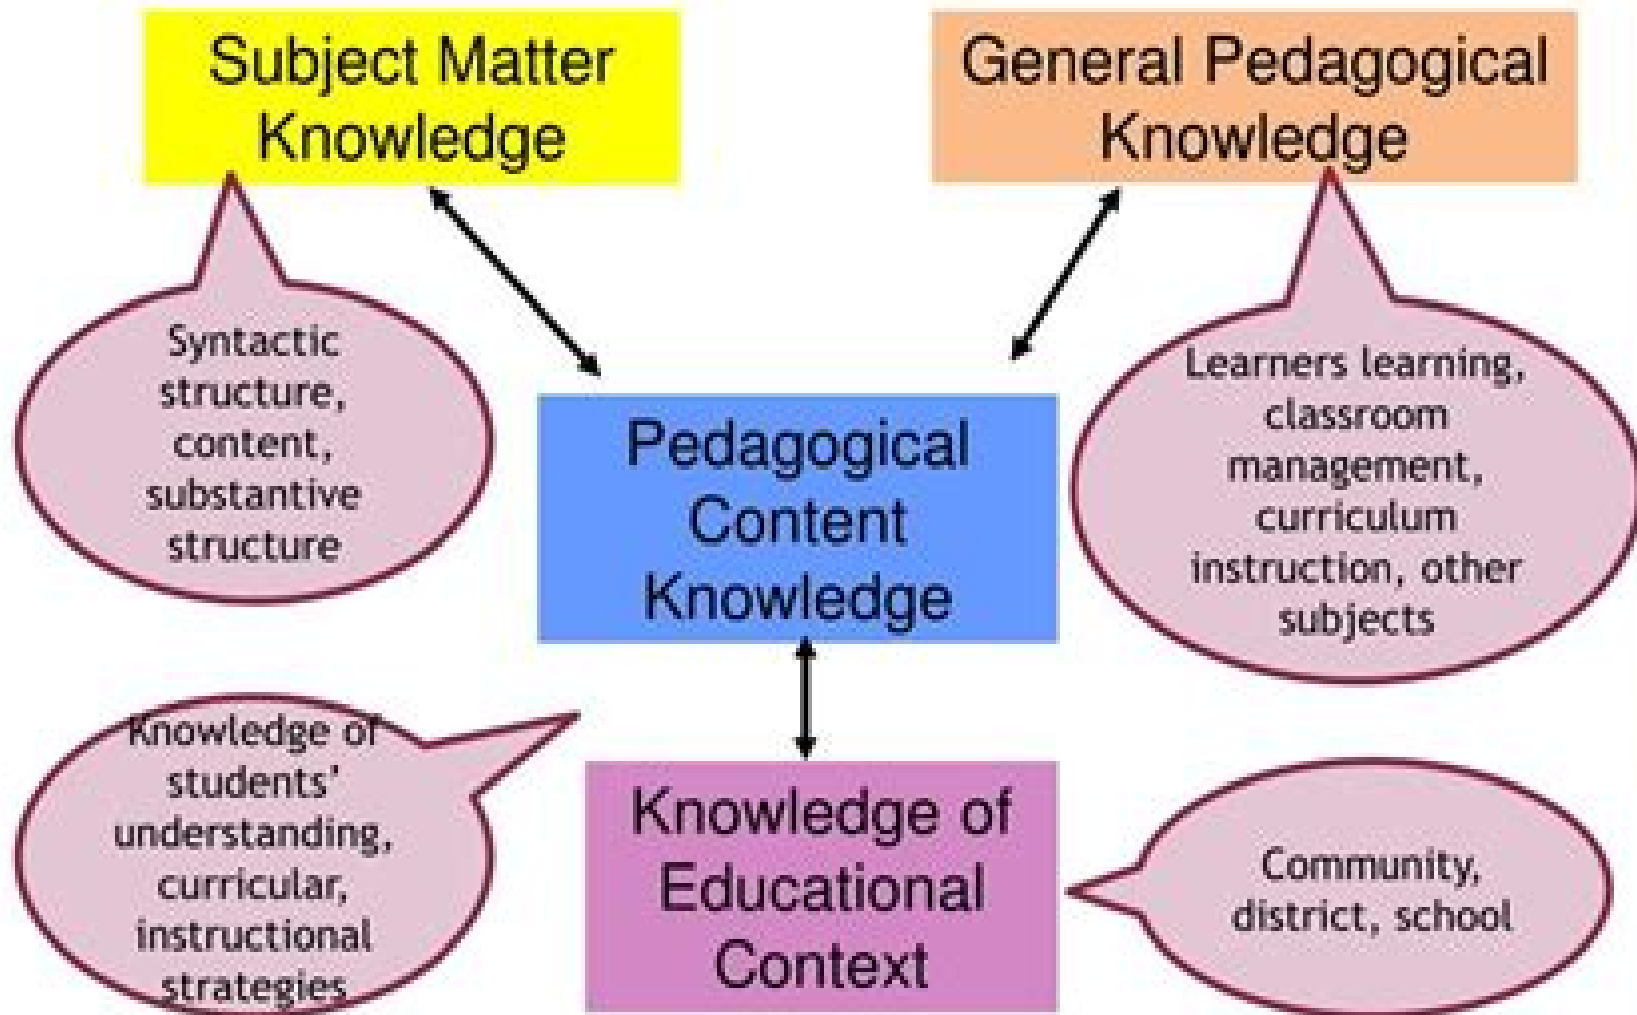 Subject Matter
Knowledge
General Pedagogical
Knowledge
Syntactic
structure,
content,
substantive
structure
Learners learning,
classroom
management,
curriculum
instruction, other
subjects
Pedagogical
Content
Knowledge
Knowledge of
students'
understanding,
curricular,
instructional
strategies
Knowledge of
Educational
Context
Community,
district, school